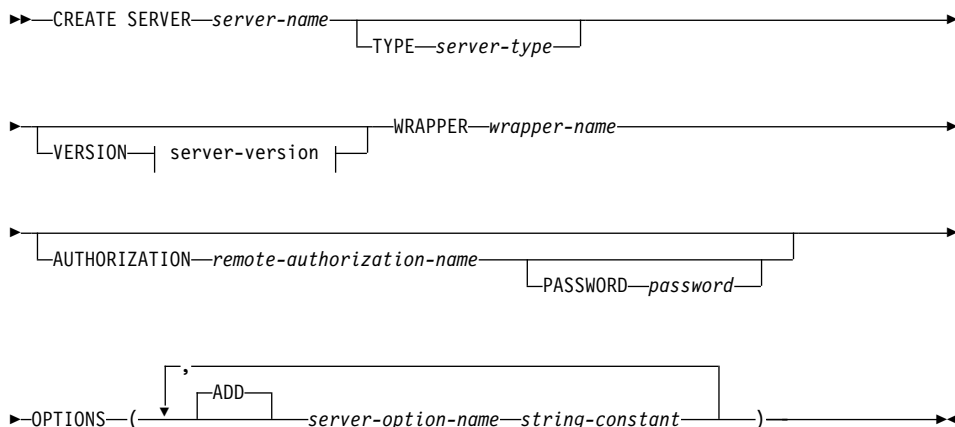 CREATE SERVER server-name
TYPE server-type
VERSION server-version WRAPPER wrapper-name
AUTHORIZATION remote-authorization-name
PASSWORD password
,
ADD
OPTIONS ( server-option-name string-constant )